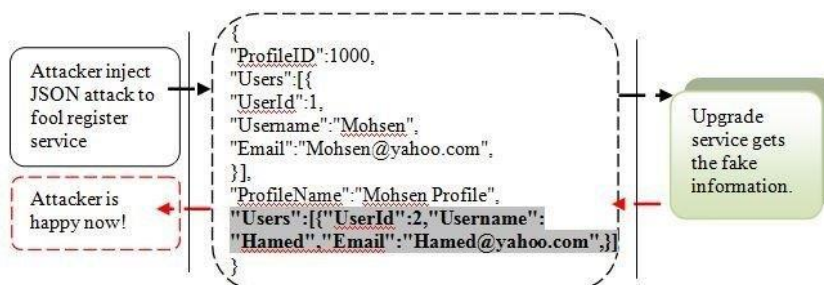 Attacker inject
JSON attack to
fool register
service
Attacker is
happy now!
{
"ProfileID":1000,
"Users":[{
"UserId":1,
"Username":"Mohsen",
"Email":"Mohsen@yahoo.com",
}],
"ProfileName":"Mohsen Profile",
"Users":[{"UserId":2,"Username":
"Hamed","Email":"Hamed@yahoo.com",}]
}
Upgrade
service gets
the fake
information.